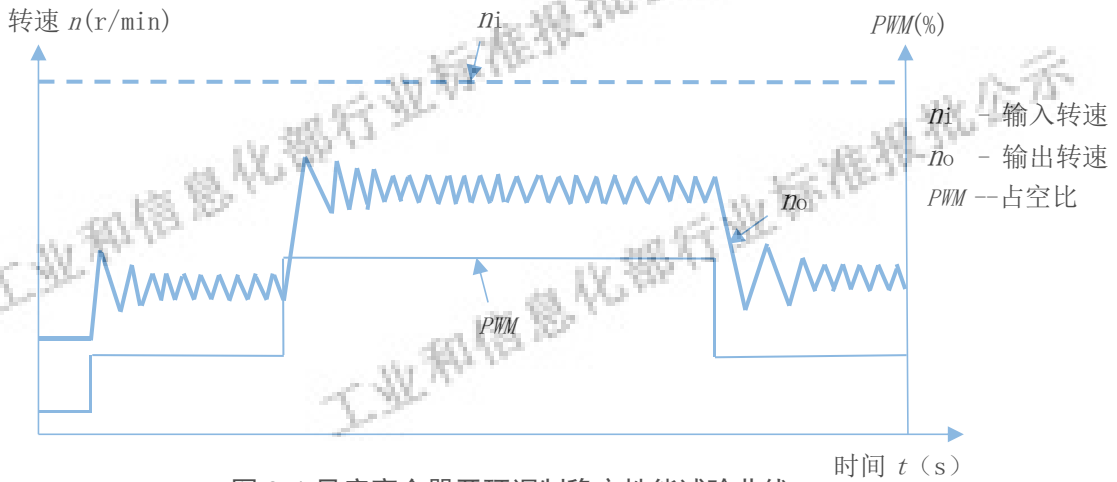 转速 n(r/min)
ni
PWM(%)
ni - 输入转速
no - 输出转速
PWM --占空比
no
PWM
时间 t（s）
工业和信息化部行业标准报批公示
工业和信息化部行业标准报批公示